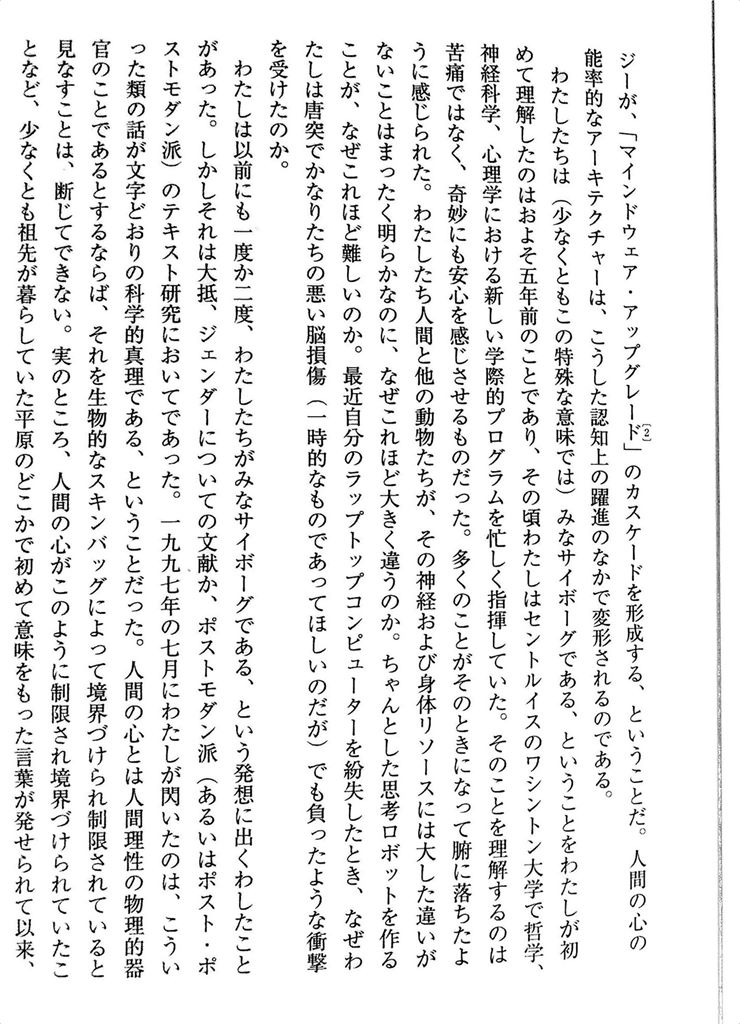 ジーが、「マインドウェア・アップグレード」〔2〕のカスケードを形成する、ということだ。人間の心の
能率的なアーキテクチャーは、こうした認知上の躍進のなかで変形されるのである。
わたしたちは（少なくともこの特殊な意味では）みなサイボーグである、ということをわたしが初
めて理解したのはおよそ五年前のことであり、その頃わたしはセントルイスのワシントン大学で哲学、
神経科学、心理学における新しい学際的プログラムを忙しく指揮していた。そのことを理解するのは
苦痛ではなく、奇妙にも安心を感じさせるものだった。多くのことがそのときになって腑に落ちたよ
うに感じられた。わたしたち人間と他の動物たちが、その神経および身体リソースには大した違いが
ないことはまったく明らかなのに、なぜこれほど大きく違うのか。ちゃんとした思考ロボットを作る
ことが、なぜこれほど難しいのか。最近自分のラップトップコンピューターを紛失したとき、なぜわ
たしは唐突でかなりたちの悪い脳損傷（一時的なものであってほしいのだが）でも負ったような衝撃
を受けたのか。
わたしは以前にも一度か二度、わたしたちがみなサイボーグである、という発想に出くわしたこと
があった。しかしそれは大抵、ジェンダーについての文献か、ポストモダン派（あるいはポスト・ポ
ストモダン派）のテキスト研究においてであった。一九九七年の七月にわたしが閃いたのは、こうい
った類の話が文字どおりの科学的真理である、ということだった。人間の心とは人間理性の物理的器
官のことであるとするならば、それを生物的なスキンバッグによって境界づけられ制限されていると
見なすことは、断じてできない。実のところ、人間の心がこのように制限され境界づけられていたこ
となど、少なくとも祖先が暮らしていた平原のどこかで初めて意味をもった言葉が発せられて以来、